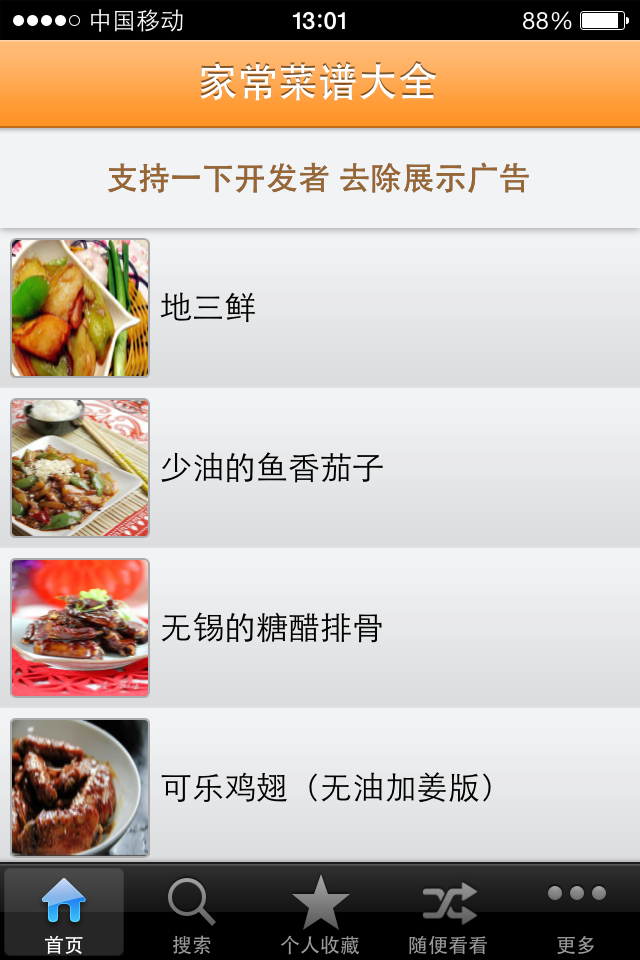 中国移动 13:01 88%
家常菜谱大全
支持一下开发者 去除展示广告
地三鲜
少油的鱼香茄子
无锡的糖醋排骨
可乐鸡翅（无油加姜版）
首页 搜索 个人收藏 随便看看 更多